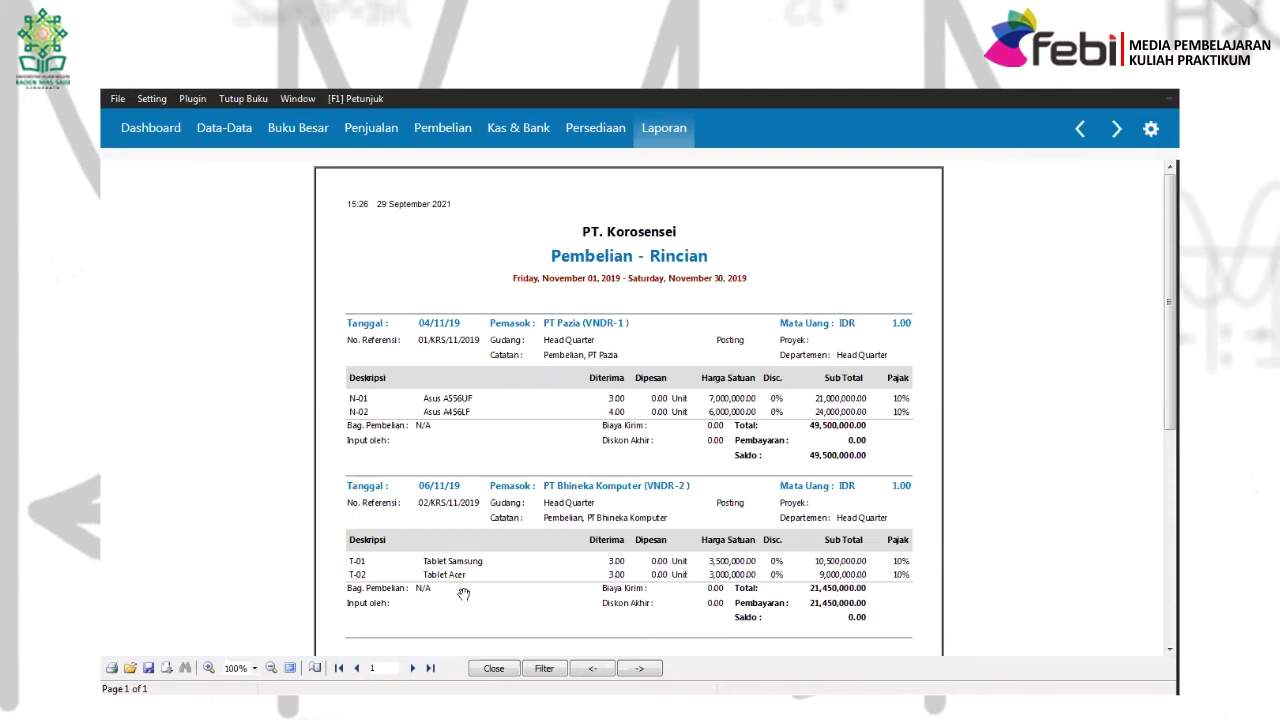 febi MEDIA PEMBELAJARAN
KULIAH PRAKTIKUM
File Setting Plugin Tutup Buku Window [F1] Petunjuk
Dashboard Data-Data Buku Besar Penjualan Pembelian Kas & Bank Persediaan Laporan
15:26 29 September 2021
PT. Korosensei
Pembelian - Rincian
Friday, November 01, 2019 - Saturday, November 30, 2019
Tanggal : 04/11/19 Pemasok : PT Pazia (VNDR-1 ) Mata Uang : IDR 1.00
No. Referensi : 01/KRS/11/2019 Gudang : Head Quarter Posting Proyek :
Catatan : Pembelian, PT Pazia Departemen : Head Quarter
Deskripsi Diterima Dipesan Harga Satuan Disc. Sub Total Pajak
N-01 Asus A556UF 3.00 0.00 Unit 7,000,000.00 0% 21,000,000.00 10%
N-02 Asus A456LF 4.00 0.00 Unit 6,000,000.00 0% 24,000,000.00 10%
Bag. Pembelian : N/A Biaya Kirim : 0.00 Total: 49,500,000.00
Input oleh : Diskon Akhir : 0.00 Pembayaran : 0.00
Saldo : 49,500,000.00
Tanggal : 06/11/19 Pemasok : PT Bhineka Komputer (VNDR-2 ) Mata Uang : IDR 1.00
No. Referensi : 02/KRS/11/2019 Gudang : Head Quarter Posting Proyek :
Catatan : Pembelian, PT Bhineka Komputer Departemen : Head Quarter
Deskripsi Diterima Dipesan Harga Satuan Disc. Sub Total Pajak
T-01 Tablet Samsung 3.00 0.00 Unit 3,500,000.00 0% 10,500,000.00 10%
T-02 Tablet Acer 3.00 0.00 Unit 3,000,000.00 0% 9,000,000.00 10%
Bag. Pembelian : N/A Biaya Kirim : 0.00 Total: 21,450,000.00
Input oleh : Diskon Akhir : 0.00 Pembayaran : 21,450,000.00
Saldo : 0.00
100% 1 Close Filter <- ->
Page 1 of 1